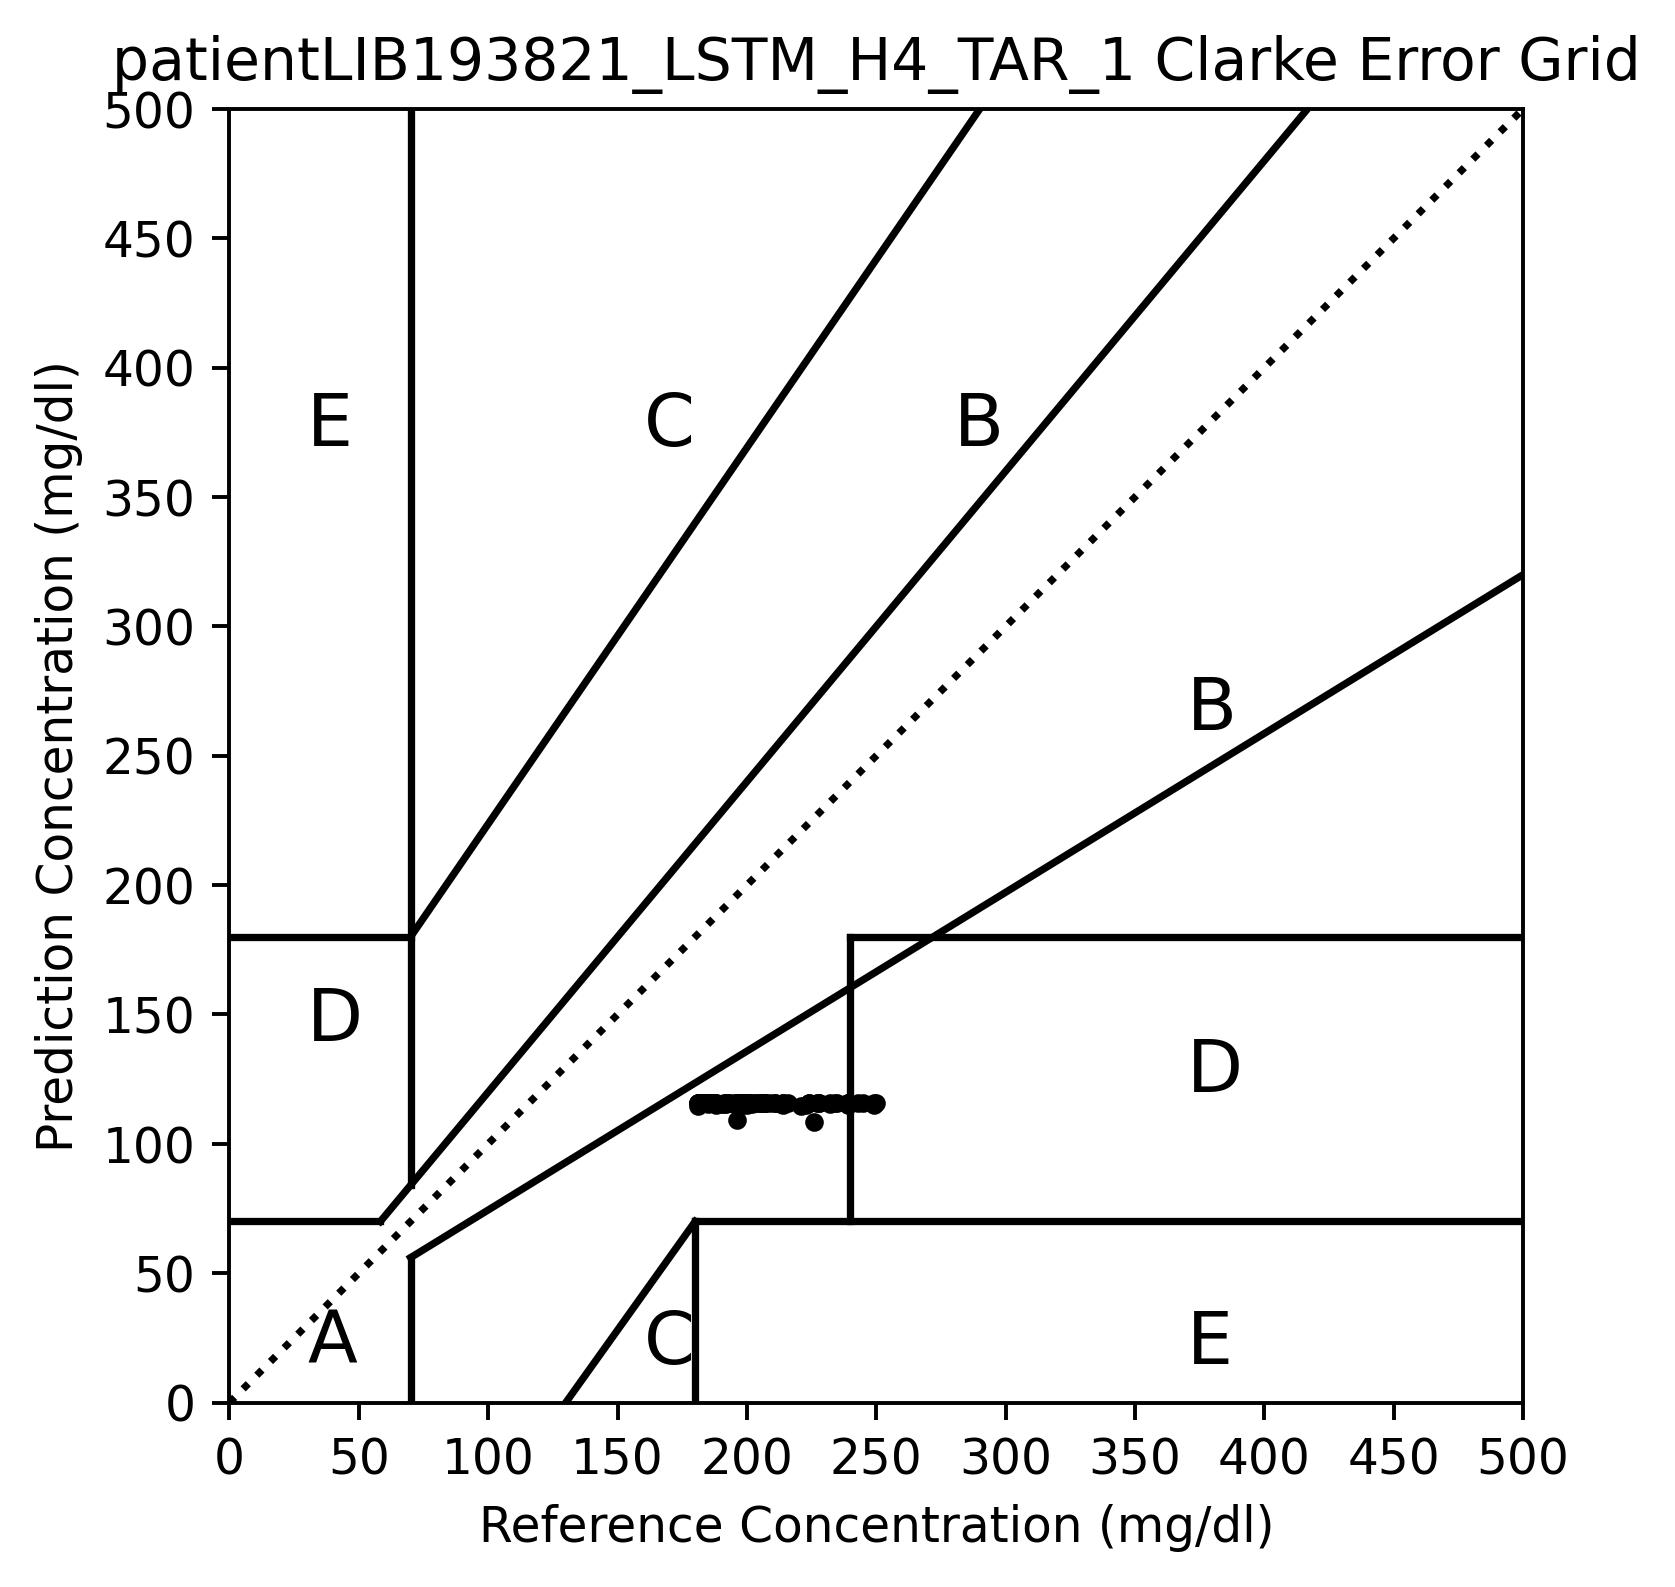 patientLIB193821_LSTM_H4_TAR_1 Clarke Error Grid
500
450
400
350
300
250
200
150
100
50
0
Prediction Concentration (mg/dl)
E
C
B
B
D
D
A
C
E
0 50 100 150 200 250 300 350 400 450 500
Reference Concentration (mg/dl)